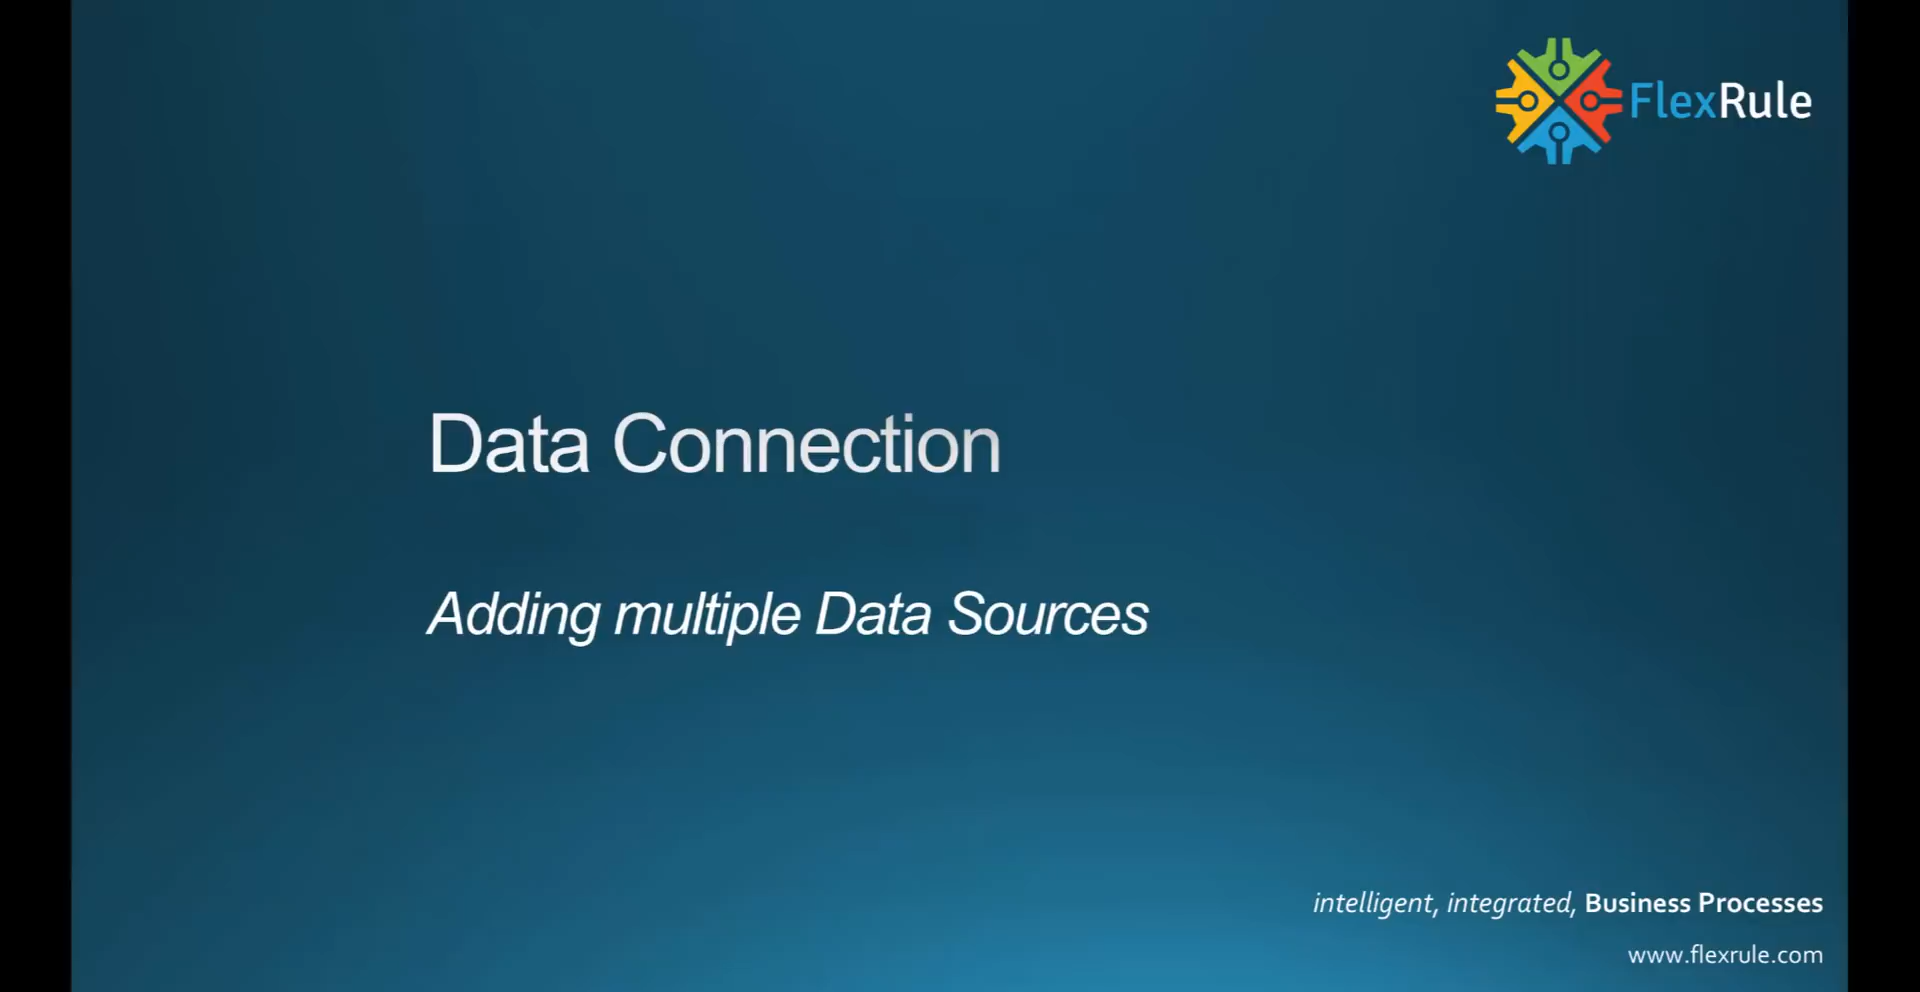 FlexRule
Data Connection
Adding multiple Data Sources
intelligent, integrated, Business Processes
www.flexrule.com